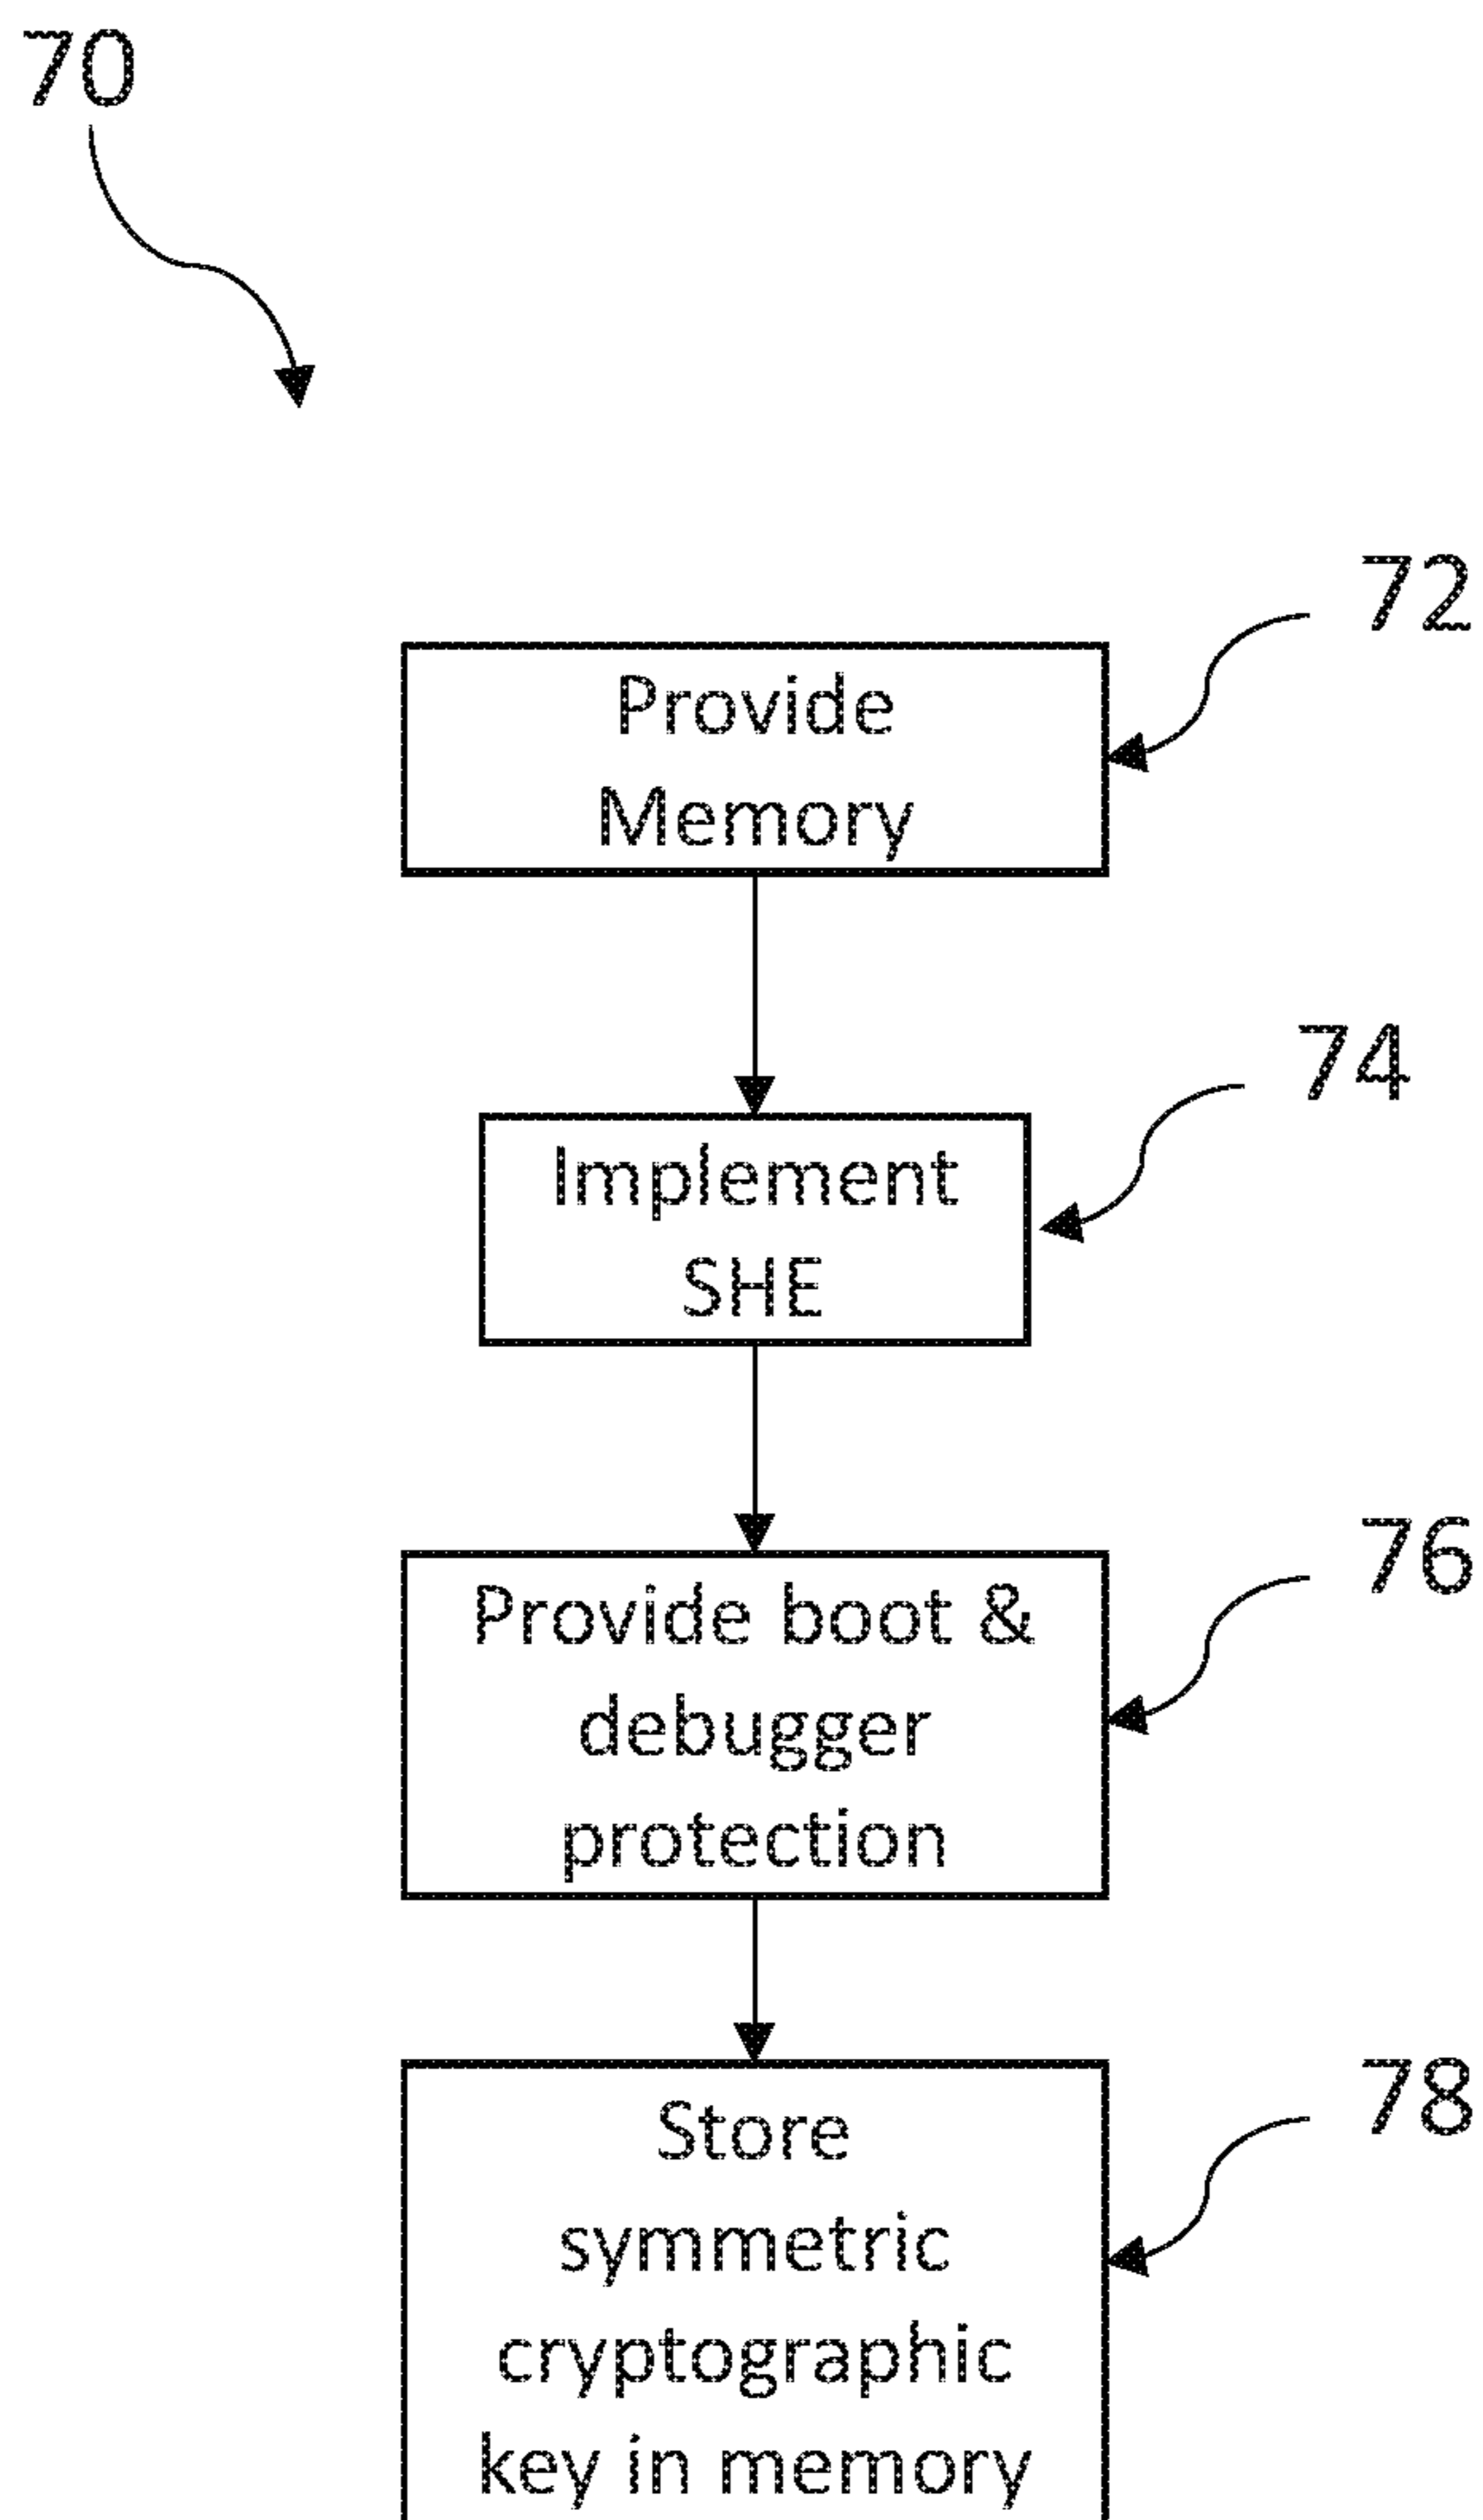 70
72
Provide
Memory
74
Implement
SHE
76
Provide boot &
debugger
protection
78
Store
symmetric
cryptographic
key in memory